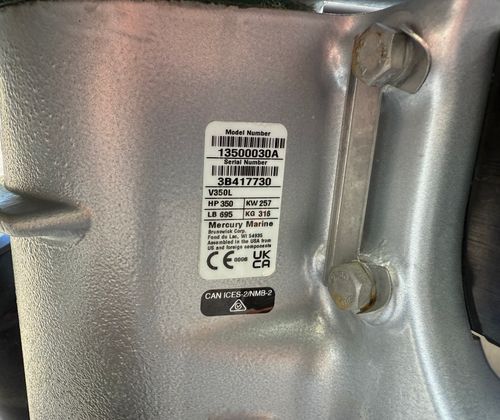 Model Number
13500030A
Serial Number
3B417730
V350L
HP 350 KW 257
LB 695 KG 315
Mercury Marine
Brunswick Corp.
Fond du Lac, WI 54935
Assembled in the USA from
US and foreign components
CE 0098 UK CA
CAN ICES-2/NMB-2